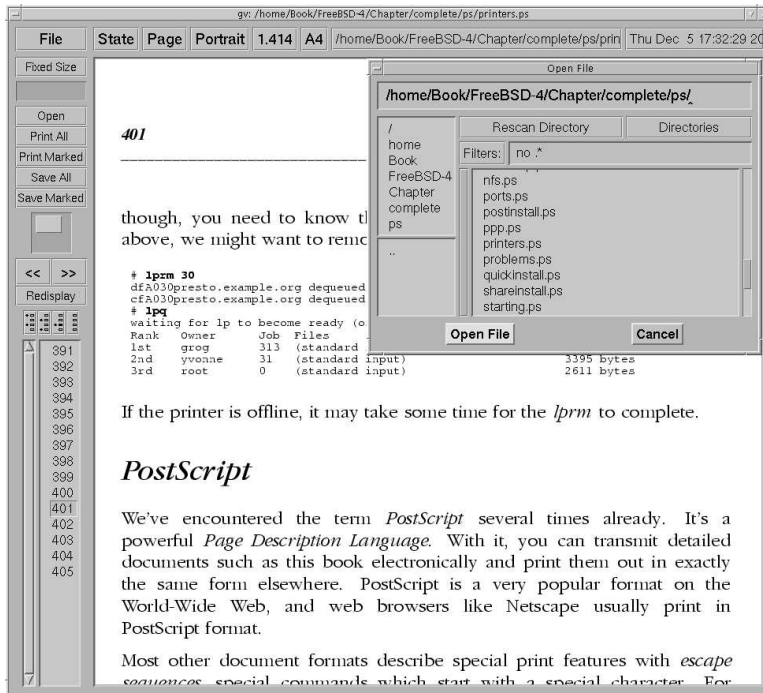 gv: /home/Book/FreeBSD-4/Chapter/complete/ps/printers.ps
File State Page Portrait 1.414 A4 /home/Book/FreeBSD-4/Chapter/complete/ps/prin Thu Dec 5 17:32:29 20
Fixed Size
Open
Print All
Print Marked
Save All
Save Marked
<< >>
Redisplay
391
392
393
394
395
396
397
398
399
400
401
402
403
404
405
401
though, you need to know
above, we might want to
# lprm 30
dfA030presto.example.org dequeued
cfA030presto.example.org dequeued
# lpq
waiting for lp to become ready
Rank Owner Job Files
1st grog 313 (standard
2nd yvonne 31 (standard input) 3395 bytes
3rd root 0 (standard input) 2611 bytes
If the printer is offline, it may take some time for the lprm to complete.
PostScript
We've encountered the term PostScript several times already. It's a
powerful Page Description Language. With it, you can transmit detailed
documents such as this book electronically and print them out in exactly
the same form elsewhere. PostScript is a very popular format on the
World-Wide Web, and web browsers like Netscape usually print in
PostScript format.
Most other document formats describe special print features with escape
sequences, special commands which start with a special character. For
Open File
/home/Book/FreeBSD-4/Chapter/complete/ps/
/
home
Book
FreeBSD-4
Chapter
complete
ps
..
Rescan Directory Directories
Filters: no .*
nfs.ps
ports.ps
postinstall.ps
ppp.ps
printers.ps
problems.ps
quickinstall.ps
shareinstall.ps
starting.ps
Open File Cancel